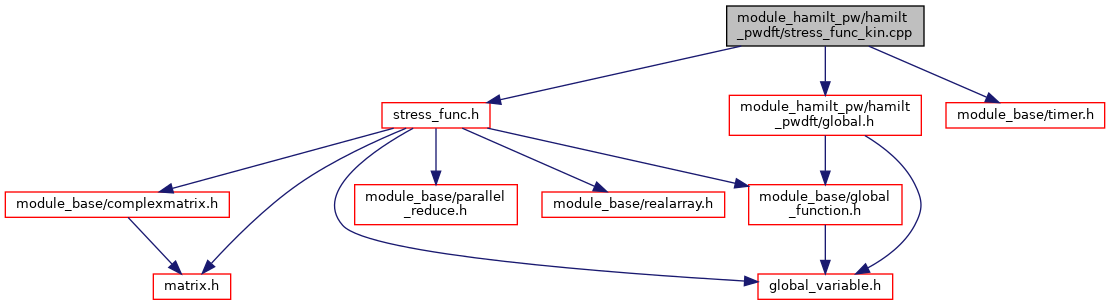 module_hamilt_pw/hamilt
_pwdft/stress_func_kin.cpp
stress_func.h
module_hamilt_pw/hamilt
_pwdft/global.h
module_base/timer.h
module_base/complexmatrix.h
module_base/parallel
_reduce.h
module_base/realarray.h
module_base/global
_function.h
matrix.h
global_variable.h